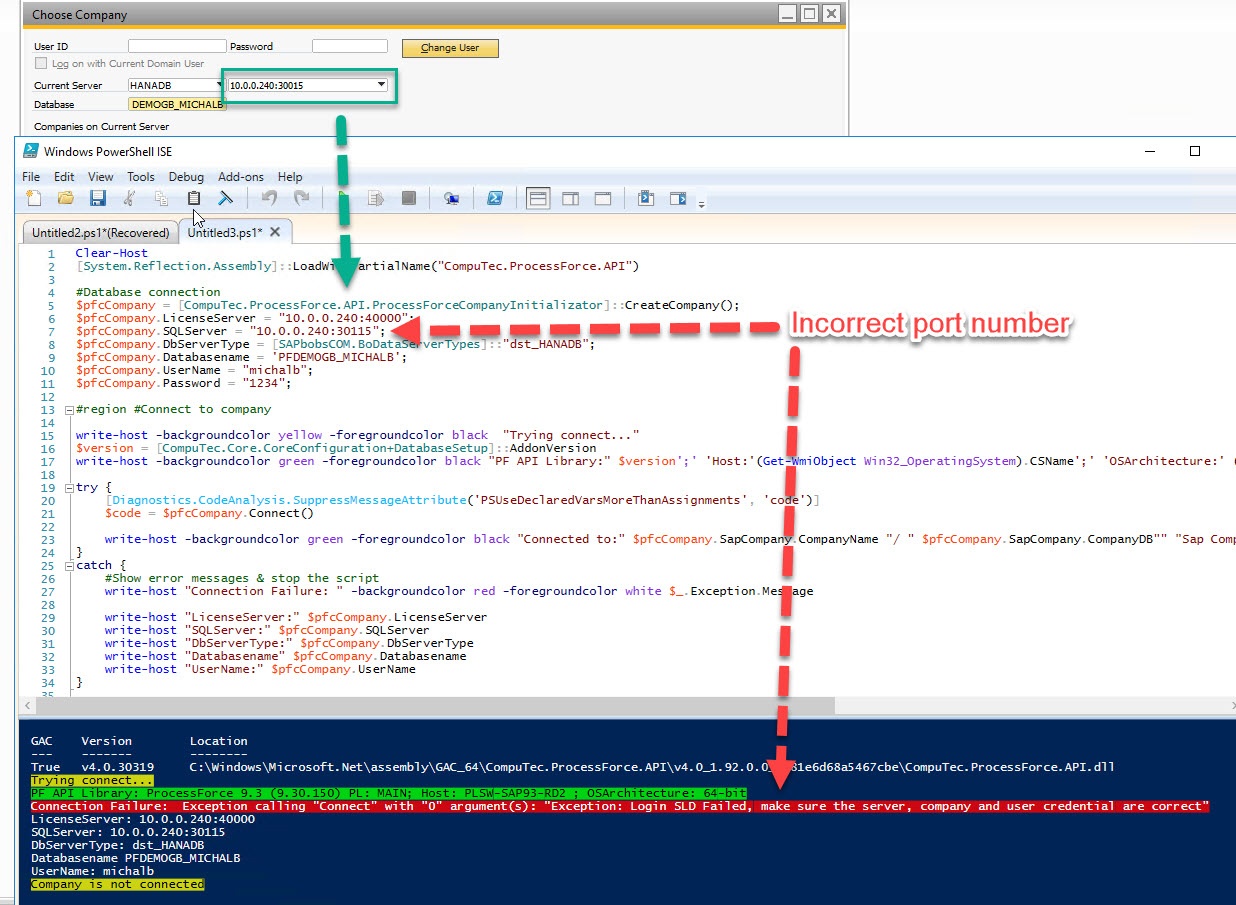 Choose Company
User ID
Password
Change User
Log on with Current Domain User
Current Server
HANADB
10.0.0.240:30015
Database
DEMOGB_MICHALB
Companies on Current Server
Windows PowerShell ISE
File Edit View Tools Debug Add-ons Help
Untitled2.ps1*(Recovered)
Untitled3.ps1* X
1 Clear-Host
2 [System.Reflection.Assembly]::LoadWi artialName("CompuTec.ProcessForce.API")
3
4 #Database connection
5 $pfcCompany = [CompuTec.ProcessForce.API.ProcessForceCompanyInitializator]::CreateCompany();
6 $pfcCompany.LicenseServer = "10.0.0.240:40000";
7 $pfcCompany.SQLServer = "10.0.0.240:30115";
8 $pfcCompany.DbServerType = [SAPbobsCOM.BoDataServerTypes]::"dst_HANADB";
9 $pfcCompany.Databasename = 'PFDEMOGB_MICHALB';
10 $pfcCompany.UserName = "michalb";
11 $pfcCompany.Password = "1234";
12
13 #region #Connect to company
14
15 write-host -backgroundcolor yellow -foregroundcolor black "Trying connect..."
16 $version = [CompuTec.Core.CoreConfiguration+DatabaseSetup]::AddonVersion
17 write-host -backgroundcolor green -foregroundcolor black "PF API Library:" $version';' 'Host:'(Get-WmiObject Win32_OperatingSystem).CSName';' 'OSArchitecture:' (
18
19 try {
20 [Diagnostics.CodeAnalysis.SuppressMessageAttribute('PSUseDeclaredVarsMoreThanAssignments', 'code')]
21 $code = $pfcCompany.Connect()
22
23 write-host -backgroundcolor green -foregroundcolor black "Connected to:" $pfcCompany.SapCompany.CompanyName "/ " $pfcCompany.SapCompany.CompanyDB"" "Sap Comp
24 }
25 catch {
26 #Show error messages & stop the script
27 write-host "Connection Failure: " -backgroundcolor red -foregroundcolor white $_.Exception.Message
28
29 write-host "LicenseServer:" $pfcCompany.LicenseServer
30 write-host "SQLServer:" $pfcCompany.SQLServer
31 write-host "DbServerType:" $pfcCompany.DbServerType
32 write-host "Databasename" $pfcCompany.Databasename
33 write-host "UserName:" $pfcCompany.UserName
34 }
35
Incorrect port number
GAC Version Location
--- ------- --------
True v4.0.30319 C:\Windows\Microsoft.Net\assembly\GAC_64\CompuTec.ProcessForce.API\v4.0_1.92.0.0 81e6d68a5467cbe\CompuTec.ProcessForce.API.dll
Trying connect...
PF API Library: ProcessForce 9.3 (9.30.150) PL: MAIN; Host: PLSW-SAP93-RD2 ; OSArchitecture: 64-bit
Connection Failure: Exception calling "Connect" with "0" argument(s): "Exception: Login SLD Failed, make sure the server, company and user credential are correct"
LicenseServer: 10.0.0.240:40000
SQLServer: 10.0.0.240:30115
DbServerType: dst_HANADB
Databasename PFDEMOGB_MICHALB
UserName: michalb
Company is not connected